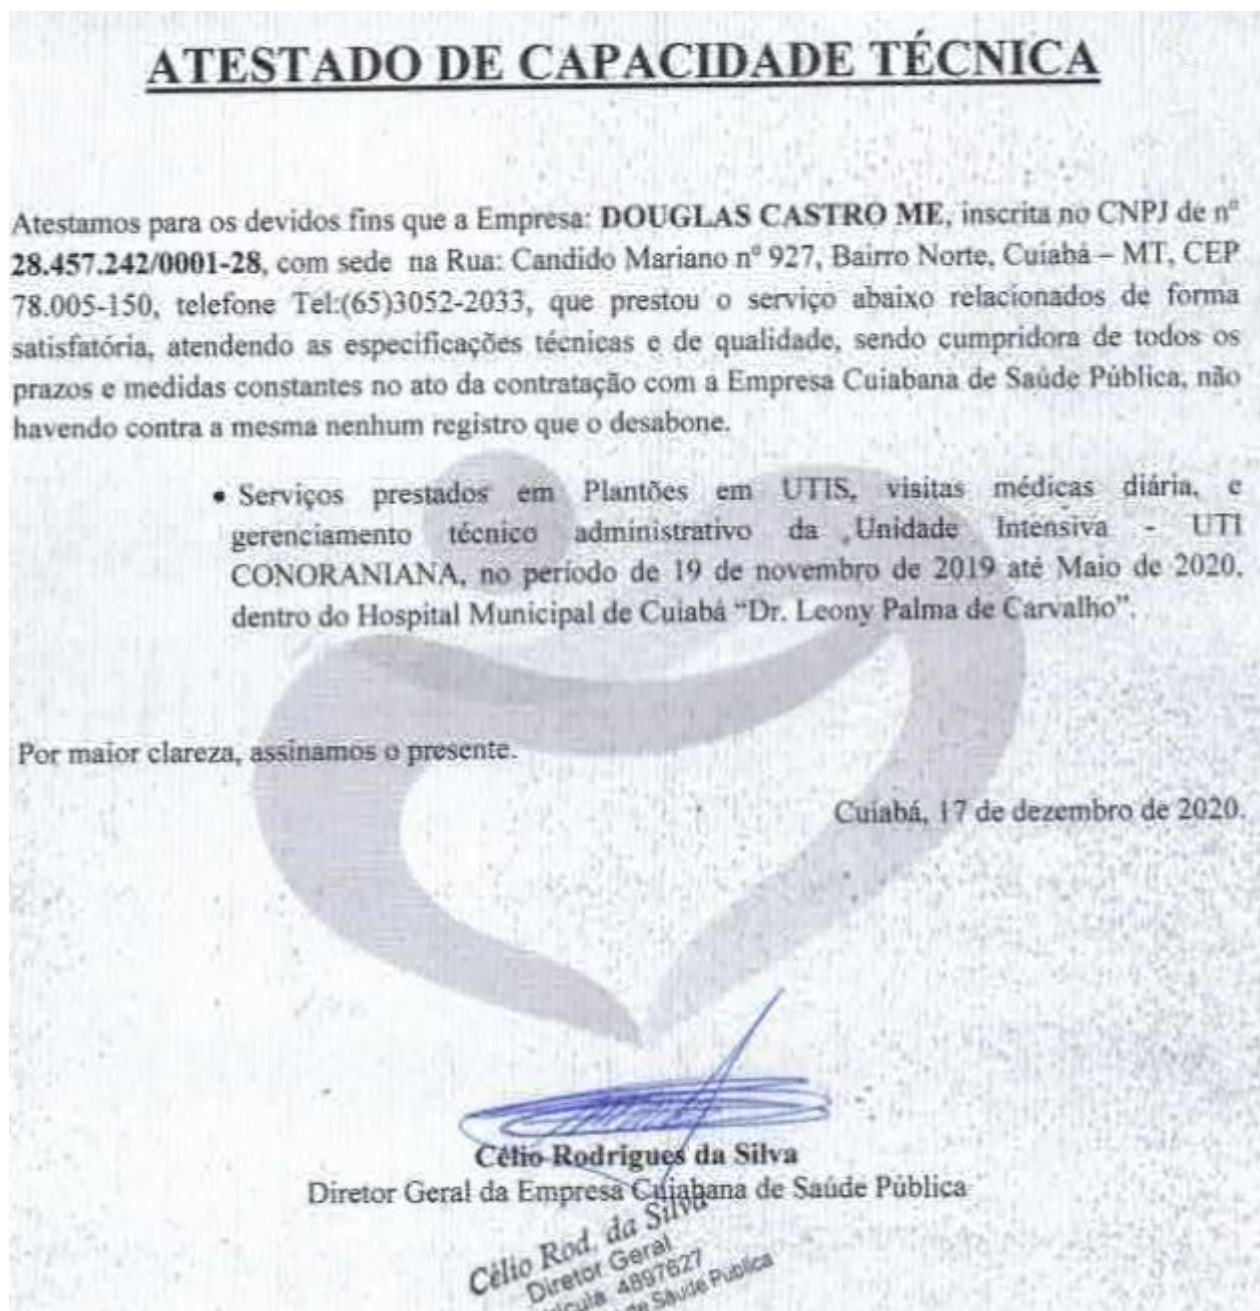 ATESTADO DE CAPACIDADE TÉCNICA
Atestamos para os devidos fins que a Empresa: DOUGLAS CASTRO ME, inscrita no CNPJ de nº
28.457.242/0001-28, com sede na Rua: Candido Mariano nº 927, Bairro Norte, Cuiabá – MT, CEP
78.005-150, telefone Tel:(65)3052-2033, que prestou o serviço abaixo relacionados de forma
satisfatória, atendendo as especificações técnicas e de qualidade, sendo cumpridora de todos os
prazos e medidas constantes no ato da contratação com a Empresa Cuiabana de Saúde Pública, não
havendo contra a mesma nenhum registro que o desabone.
• Serviços prestados em Plantões em UTIS, visitas médicas diária, e
gerenciamento técnico administrativo da Unidade Intensiva - UTI
CONORANIANA, no período de 19 de novembro de 2019 até Maio de 2020,
dentro do Hospital Municipal de Cuiabá “Dr. Leony Palma de Carvalho”.
Por maior clareza, assinamos o presente.
Cuiabá, 17 de dezembro de 2020.
Célio Rodrigues da Silva
Diretor Geral da Empresa Cuiabana de Saúde Pública
Célio Rod. da Silva
Diretor Geral
4897627
de Saúde Publica